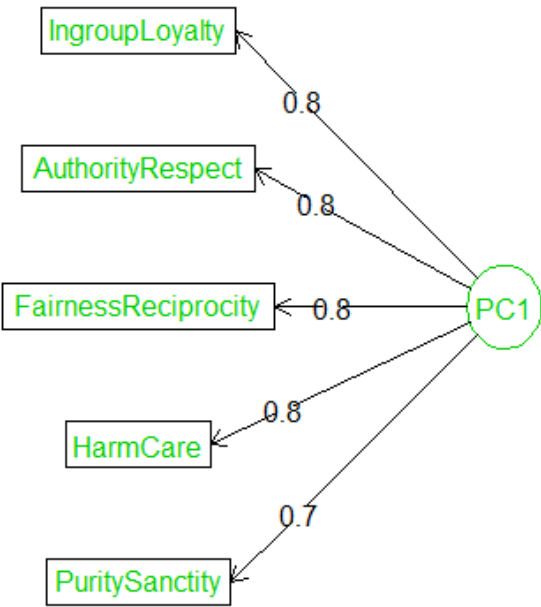 IngroupLoyalty
0.8
AuthorityRespect
0.8
FairnessReciprocity
0.8
PC1
0.8
HarmCare
0.7
PuritySanctity